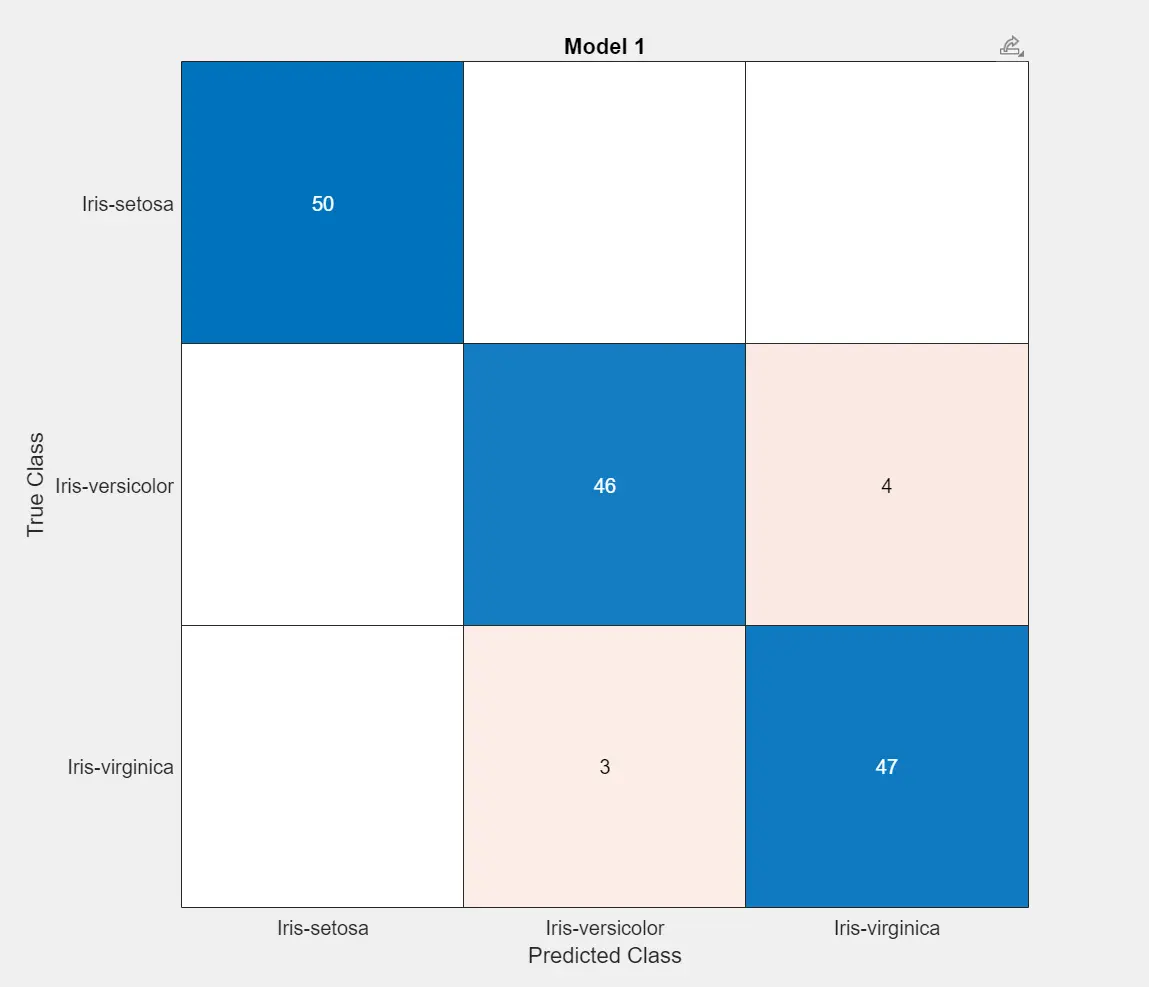 Model 1
Iris-setosa
50
True Class
Iris-versicolor
46
4
Iris-virginica
3
47
Iris-setosa
Iris-versicolor
Iris-virginica
Predicted Class